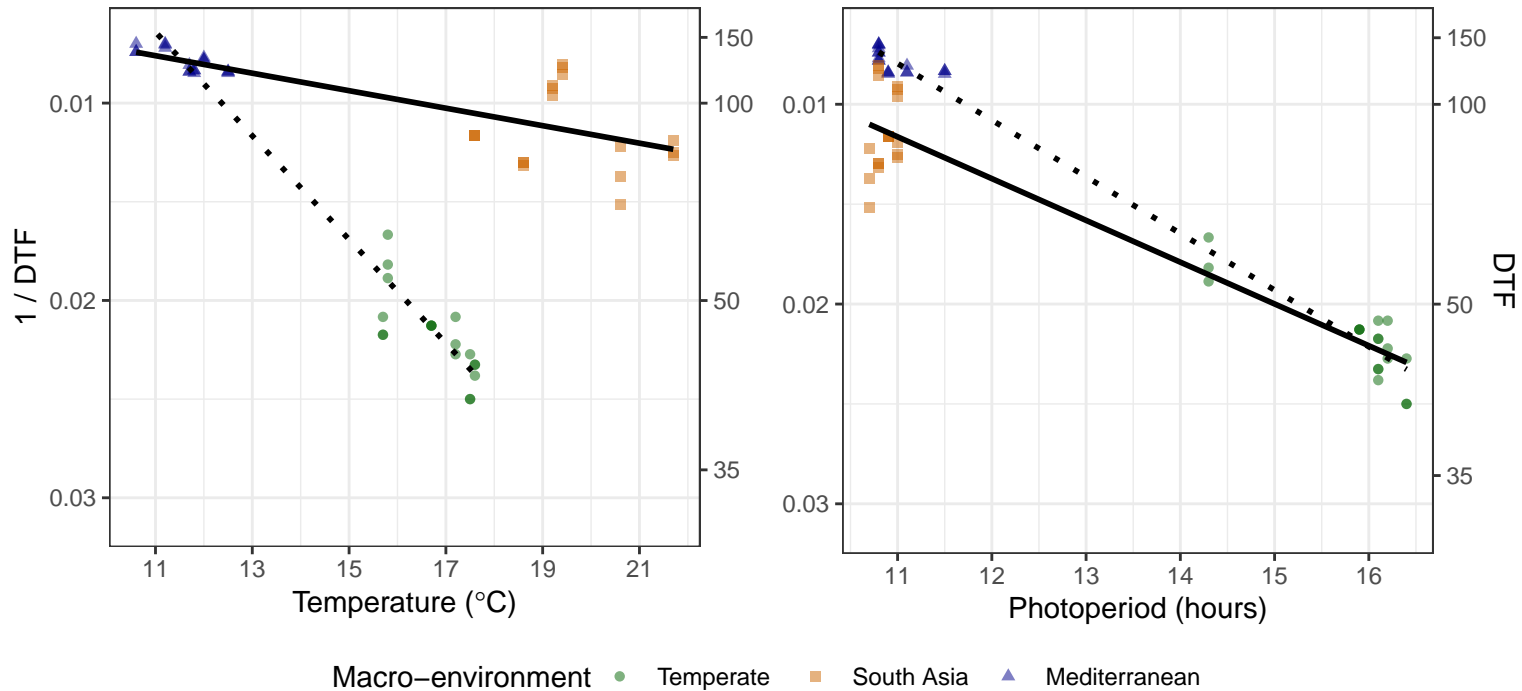 1 / DTF
0.01
0.02
0.03
150
100
50
35
11 13 15 17 19 21
Temperature (°C)
0.01
0.02
0.03
150
100
50
35
DTF
11 12 13 14 15 16
Photoperiod (hours)
Macro−environment Temperate South Asia Mediterranean